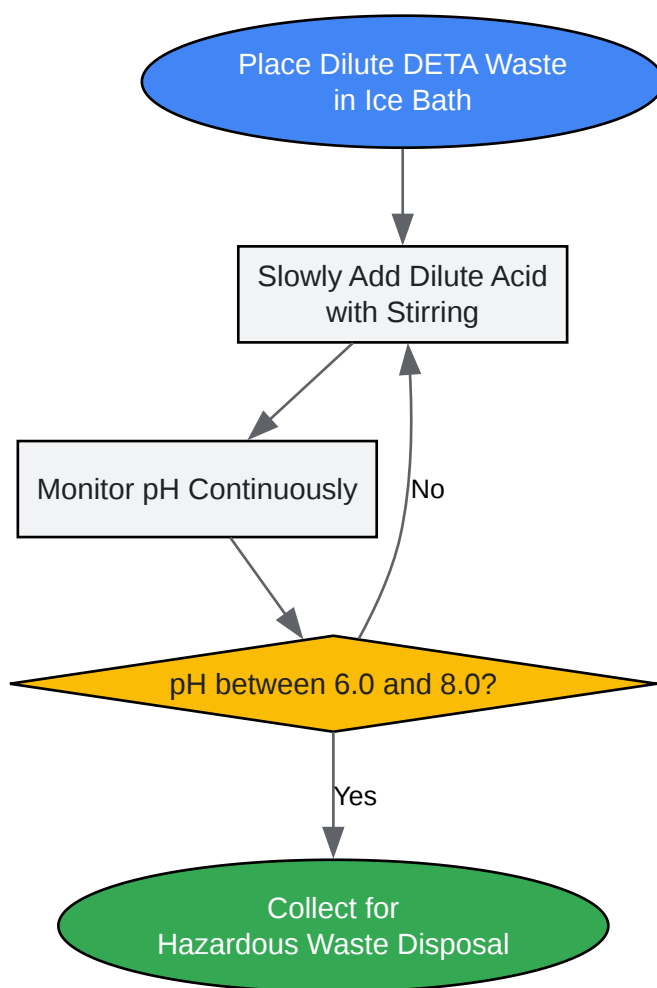 Place Dilute DETA Waste
in Ice Bath
Slowly Add Dilute Acid
with Stirring
Monitor pH Continuously
No
pH between 6.0 and 8.0?
Yes
Collect for
Hazardous Waste Disposal